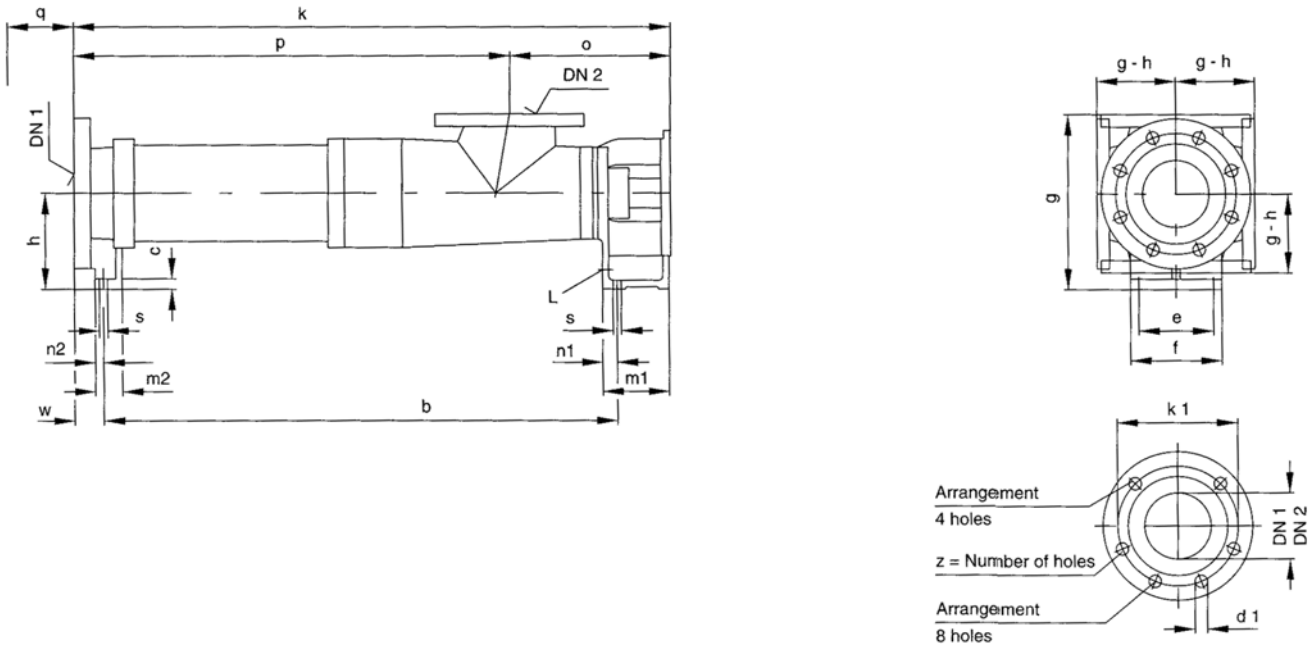 q
k
p
o
DN 2
DN 1
h
c
L
s
s
n2
n1
m2
m1
w
b
g - h
g - h
g
g - h
e
f
k 1
Arrangement
4 holes
DN 1
DN 2
z = Number of holes
Arrangement
8 holes
d 1